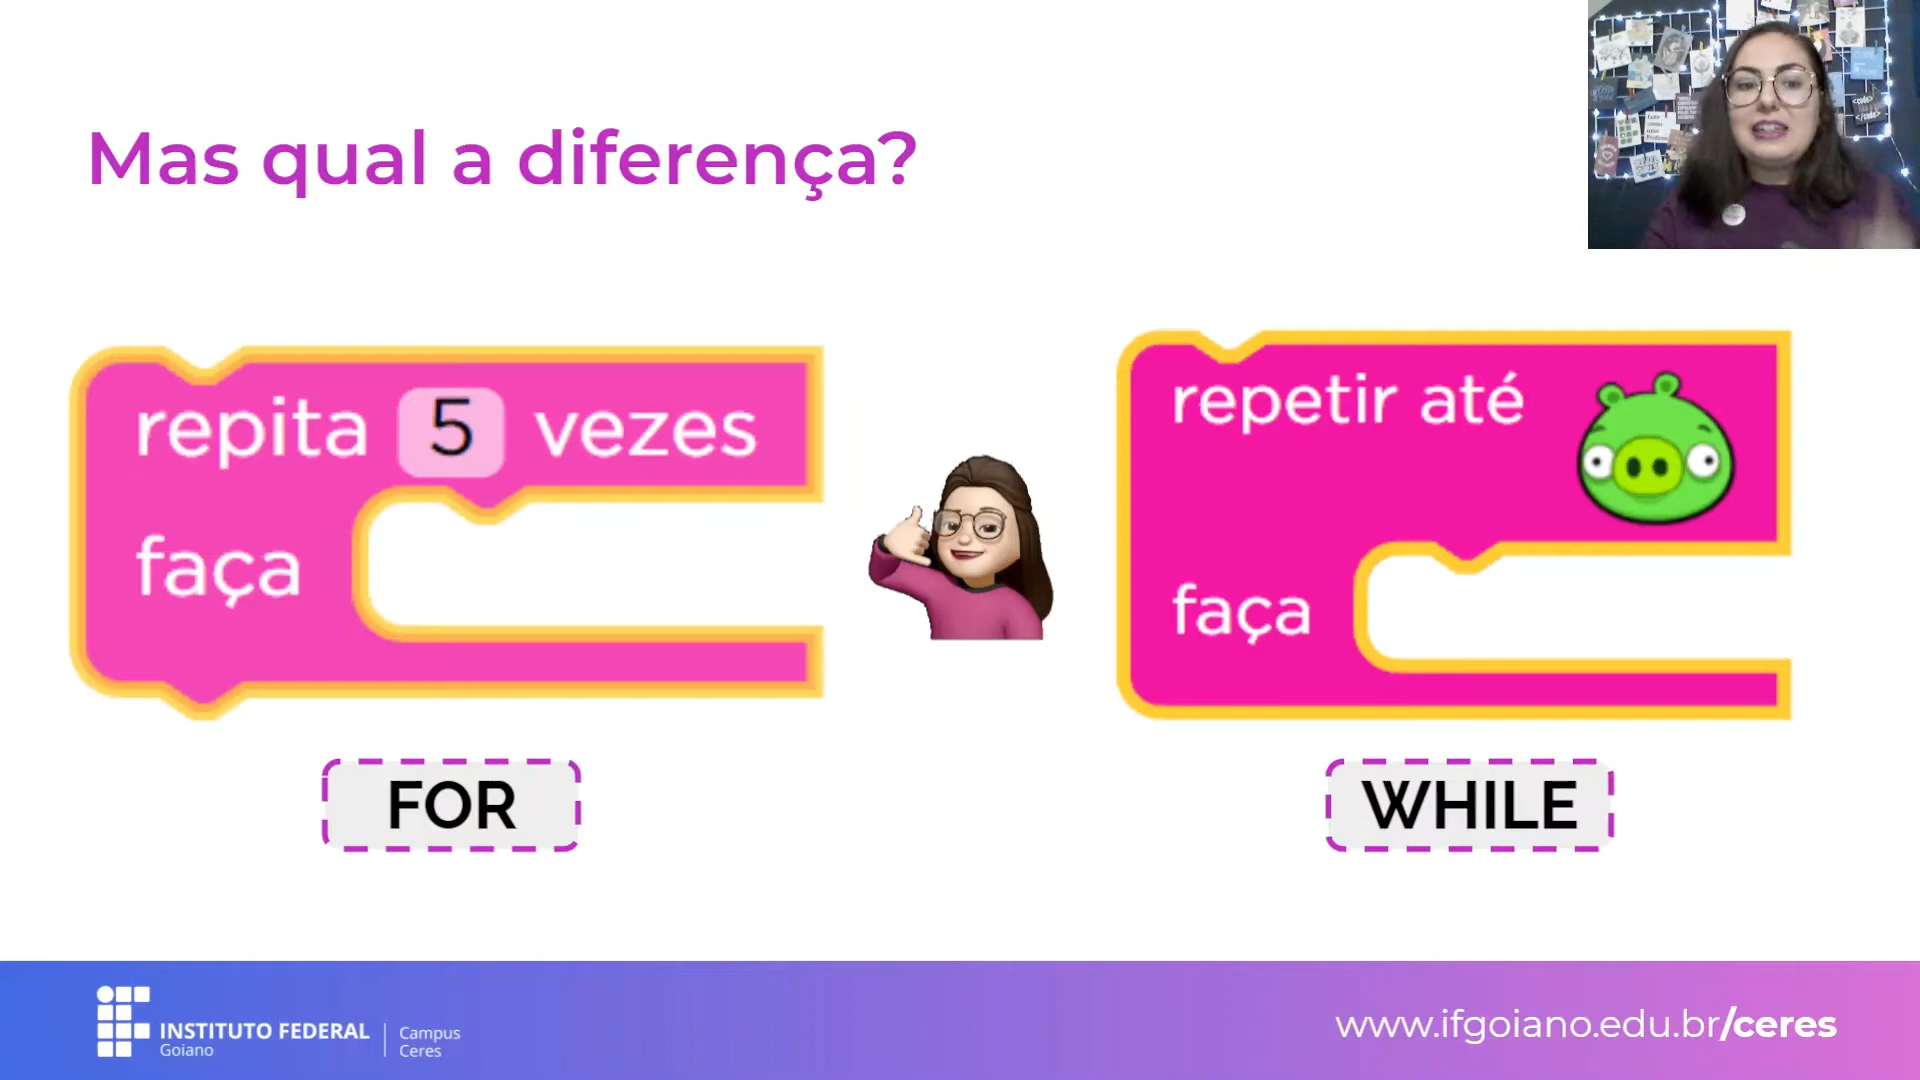 Mas qual a diferença?
repita 5 vezes
faça
repetir até
faça
FOR
WHILE
INSTITUTO FEDERAL
Goiano
Campus
Ceres
www.ifgoiano.edu.br/ceres